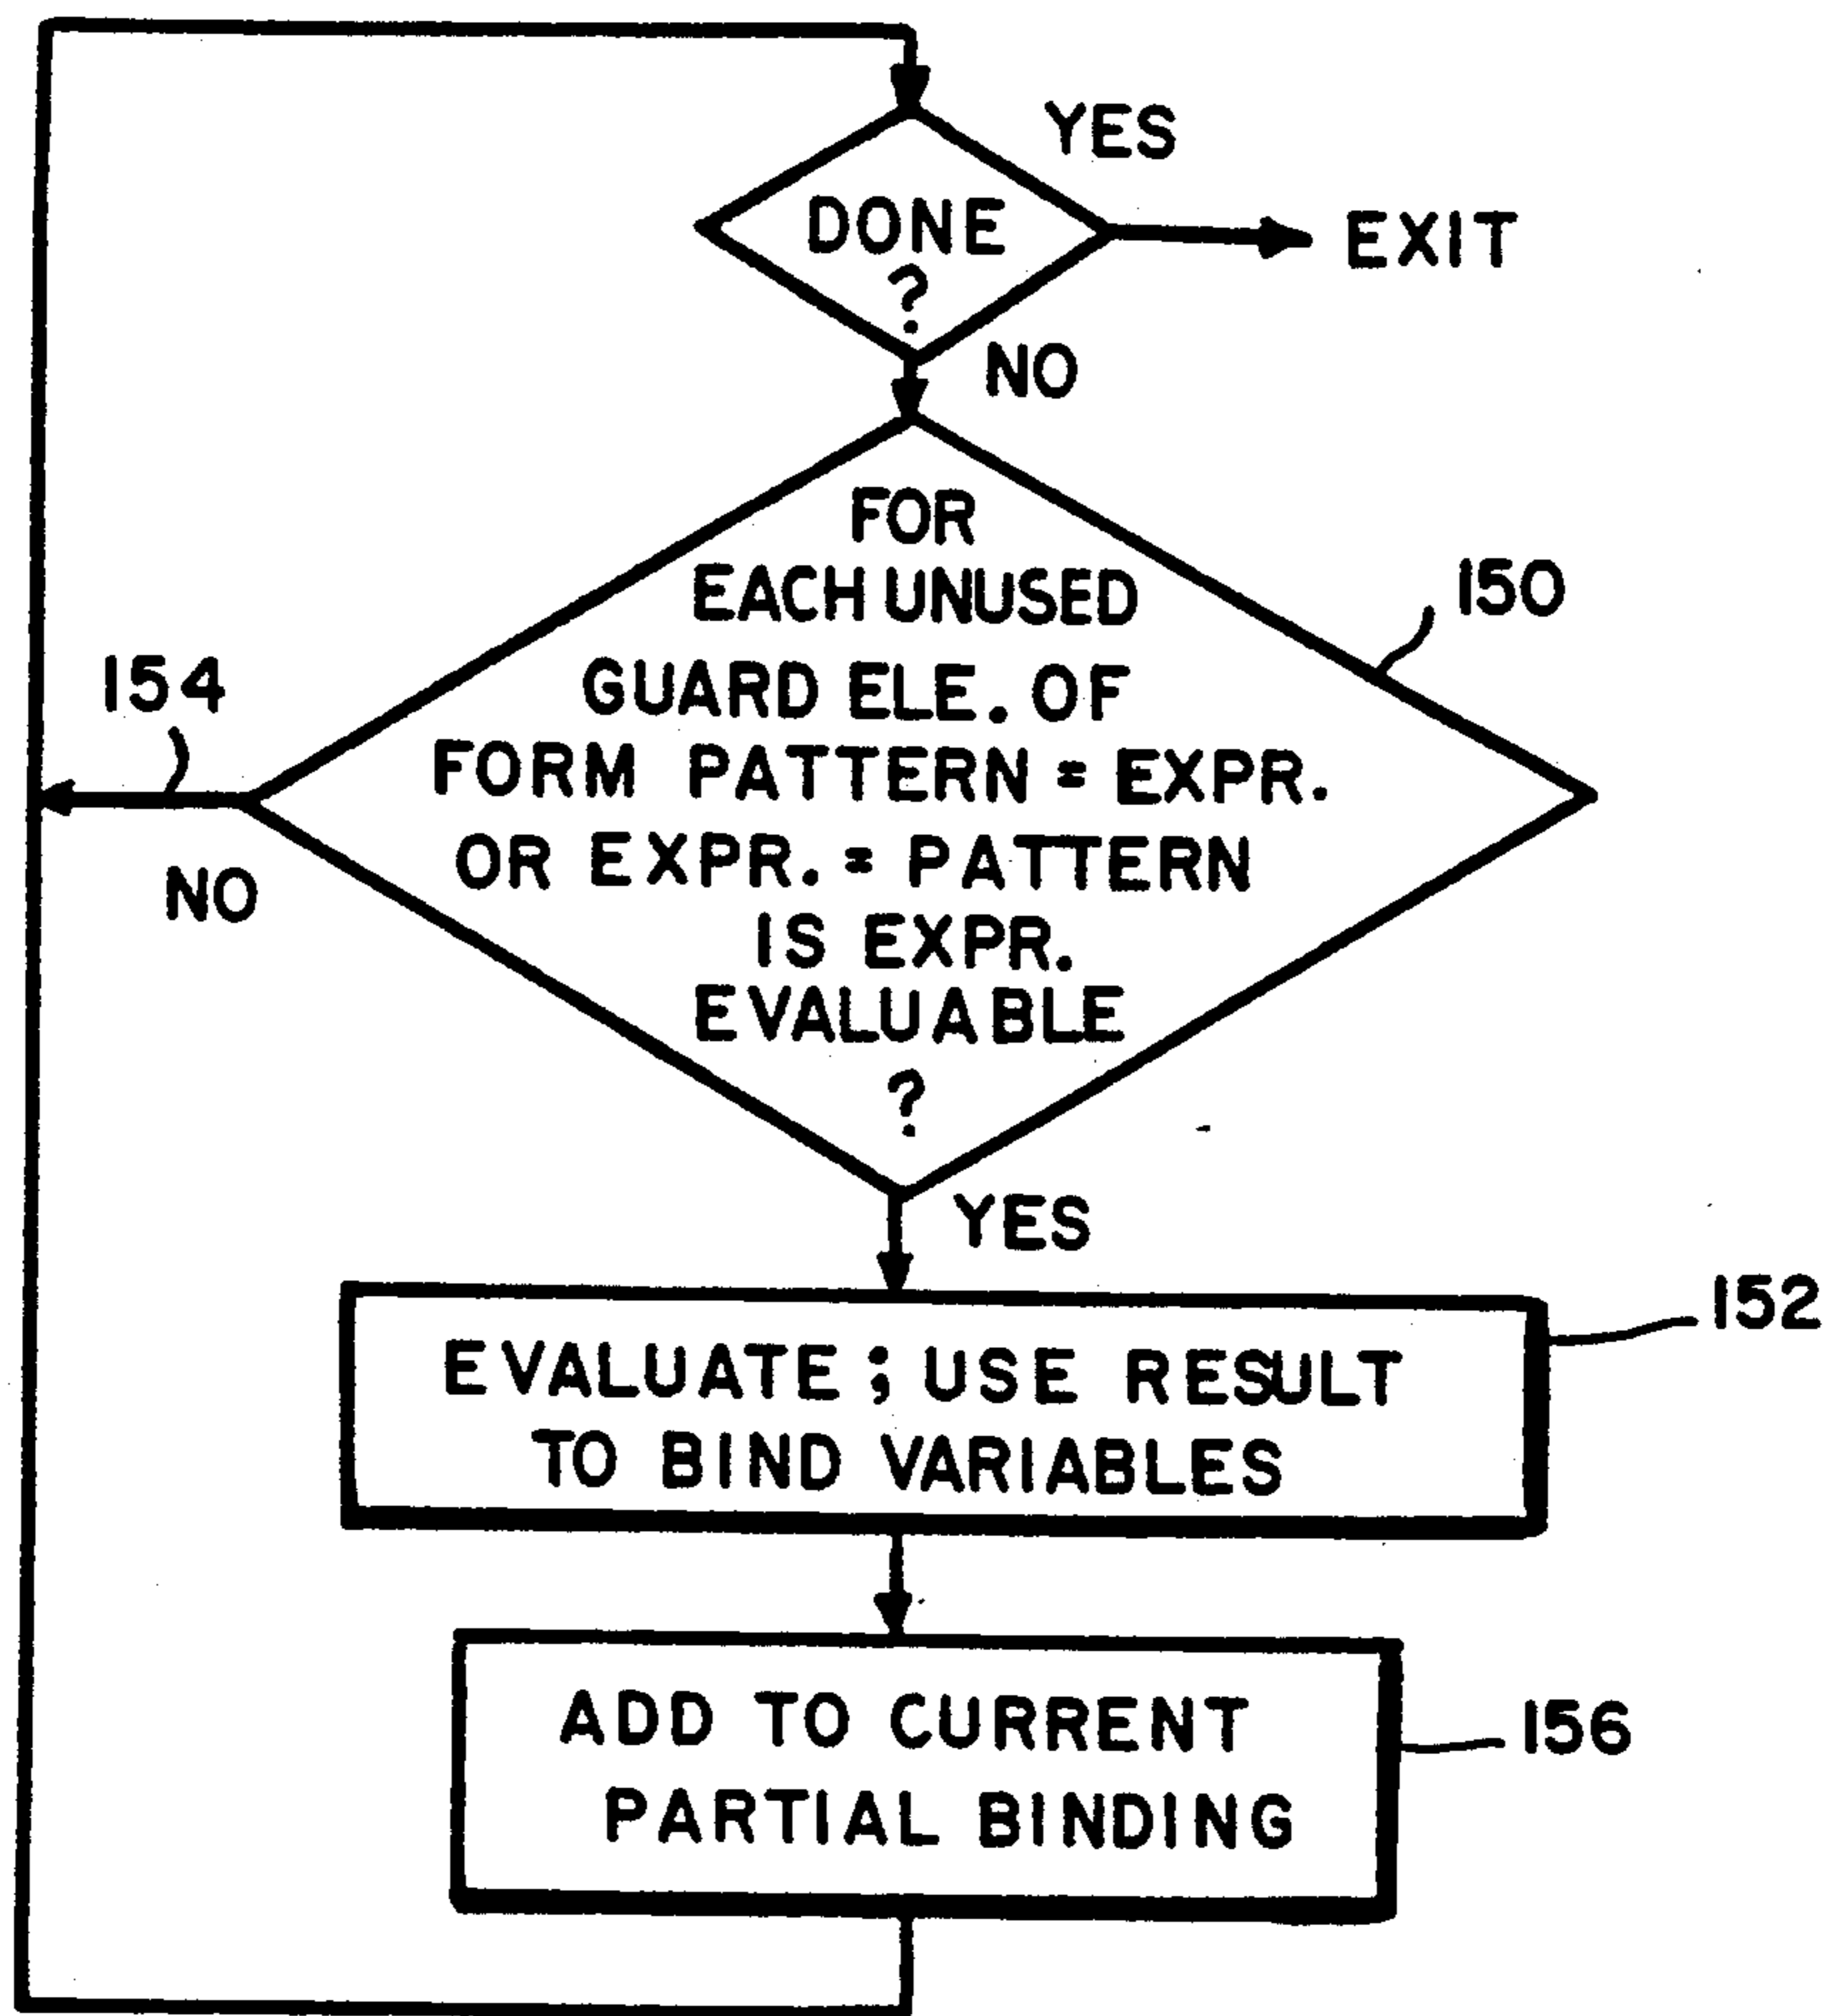 YES
DONE
?
EXIT
NO
FOR
EACH UNUSED
150
GUARD ELE. OF
154
FORM PATTERN = EXPR.
OR EXPR. = PATTERN
NO
IS EXPR.
EVALUABLE
?
YES
152
EVALUATE; USE RESULT
TO BIND VARIABLES
ADD TO CURRENT
156
PARTIAL BINDING